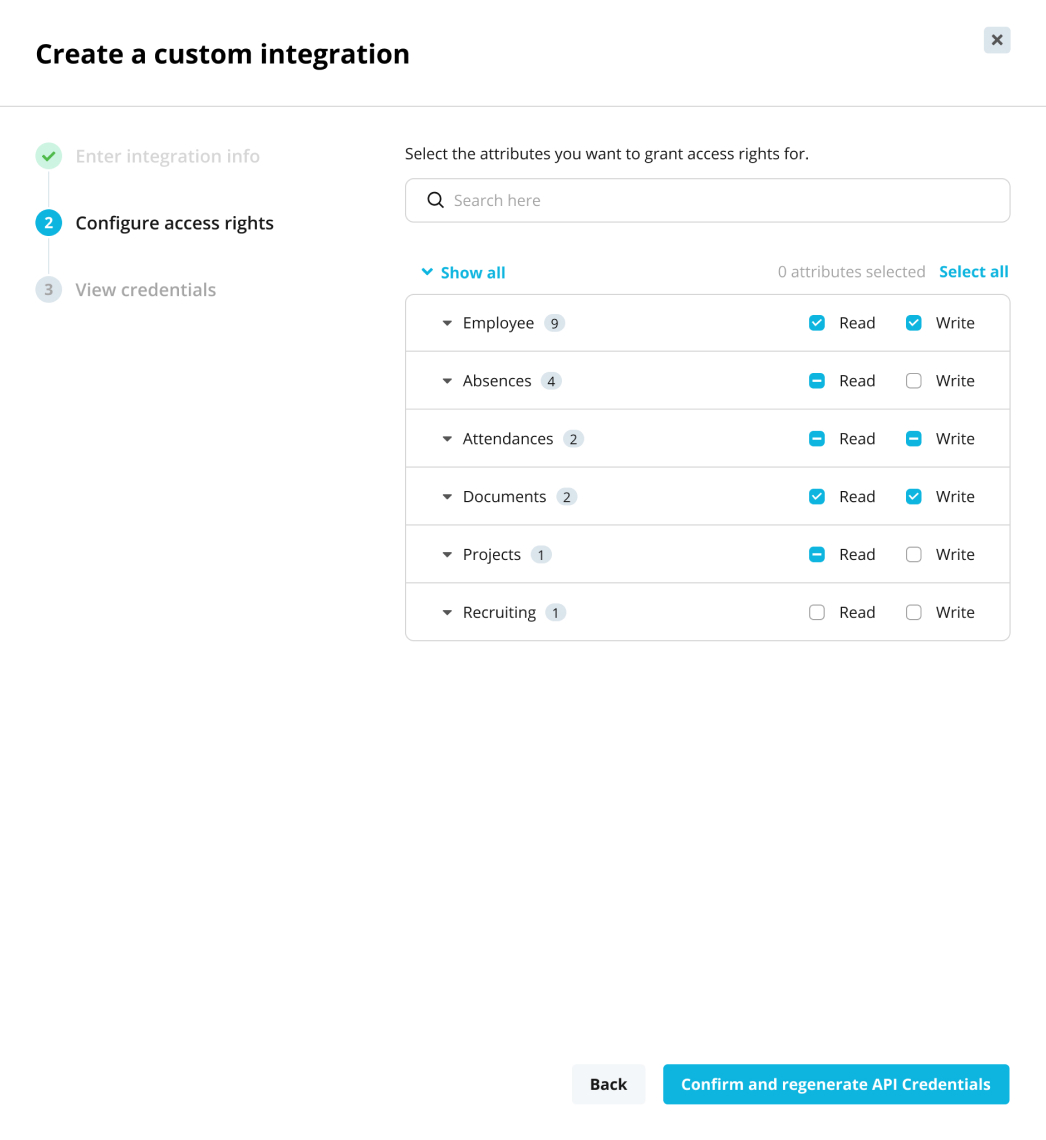 Create a custom integration
Enter integration info
2 Configure access rights
3 View credentials
Select the attributes you want to grant access rights for.
Search here
Show all 0 attributes selected Select all
Employee 9 Read Write
Absences 4 Read Write
Attendances 2 Read Write
Documents 2 Read Write
Projects 1 Read Write
Recruiting 1 Read Write
Back Confirm and regenerate API Credentials